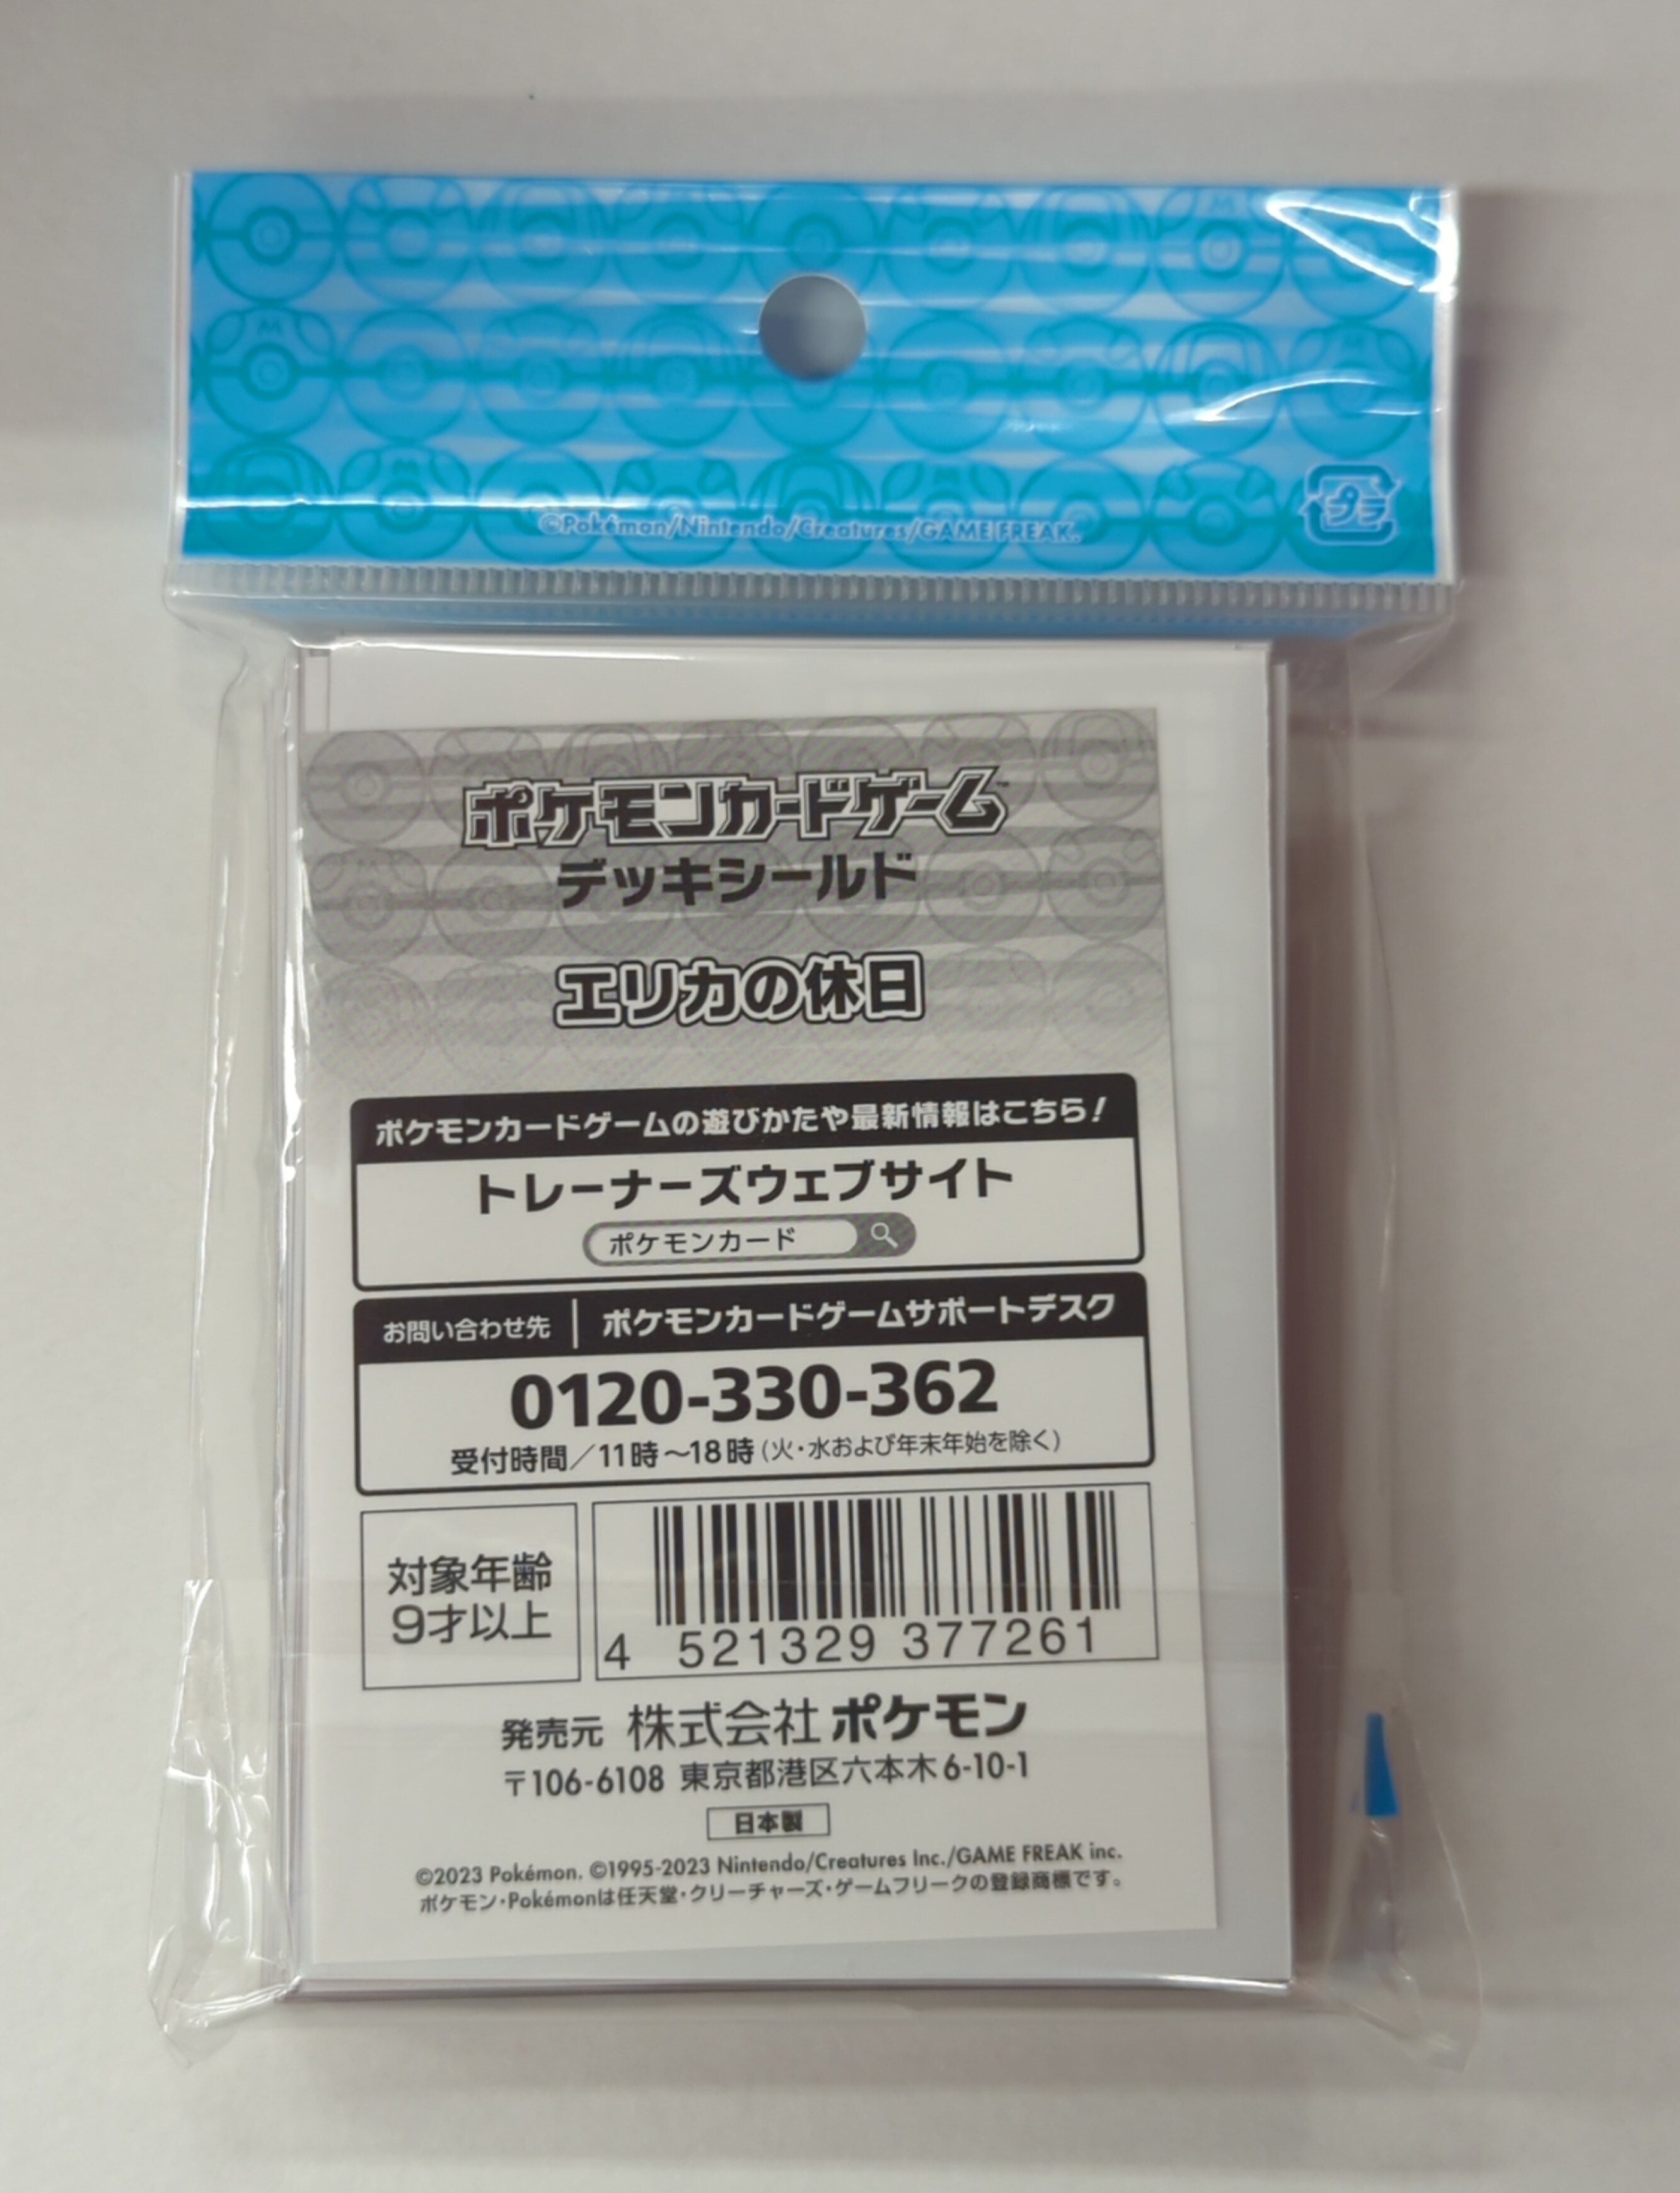 ©Pokémon/Nintendo/Creatures/GAME FREAK.
プラ
ポケモンカードゲーム™
デッキシールド
エリカの休日
ポケモンカードゲームの遊びかたや最新情報はこちら!
トレーナーズウェブサイト
ポケモンカード
お問い合わせ先 ポケモンカードゲームサポートデスク
0120-330-362
受付時間/11時〜18時(火・水および年末年始を除く)
対象年齢
9才以上
4 521329 377261
発売元 株式会社ポケモン
〒106-6108 東京都港区六本木6-10-1
日本製
©2023 Pokémon. ©1995-2023 Nintendo/Creatures Inc./GAME FREAK inc.
ポケモン・Pokémonは任天堂・クリーチャーズ・ゲームフリークの登録商標です。